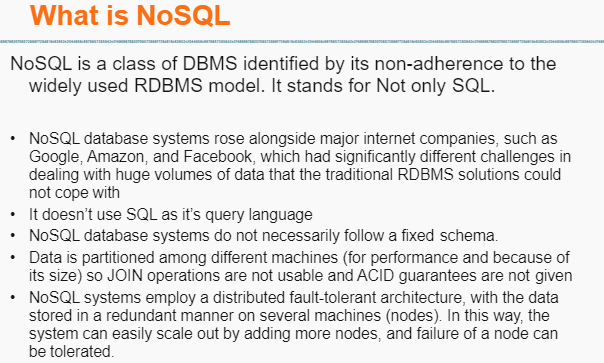 What is NoSQL
NoSQL is a class of DBMS identified by its non-adherence to the
widely used RDBMS model. It stands for Not only SQL.
• NoSQL database systems rose alongside major internet companies, such as
Google, Amazon, and Facebook, which had significantly different challenges in
dealing with huge volumes of data that the traditional RDBMS solutions could
not cope with
• It doesn't use SQL as it's query language
• NoSQL database systems do not necessarily follow a fixed schema.
• Data is partitioned among different machines (for performance and because of
its size) so JOIN operations are not usable and ACID guarantees are not given
• NoSQL systems employ a distributed fault-tolerant architecture, with the data
stored in a redundant manner on several machines (nodes). In this way, the
system can easily scale out by adding more nodes, and failure of a node can
be tolerated.